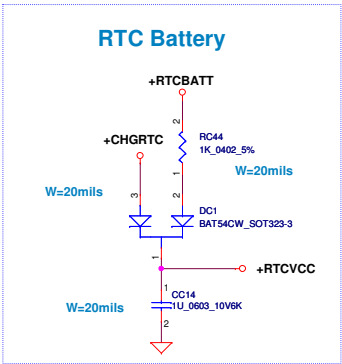 RTC Battery
+RTCBATT
2
RC44
1K_0402_5%
+CHGRTC
1
W=20mils
W=20mils
3
2
DC1
BAT54CW_SOT323-3
1
+RTCVCC
1
CC14
.1U_0603_10V6K
W=20mils
2